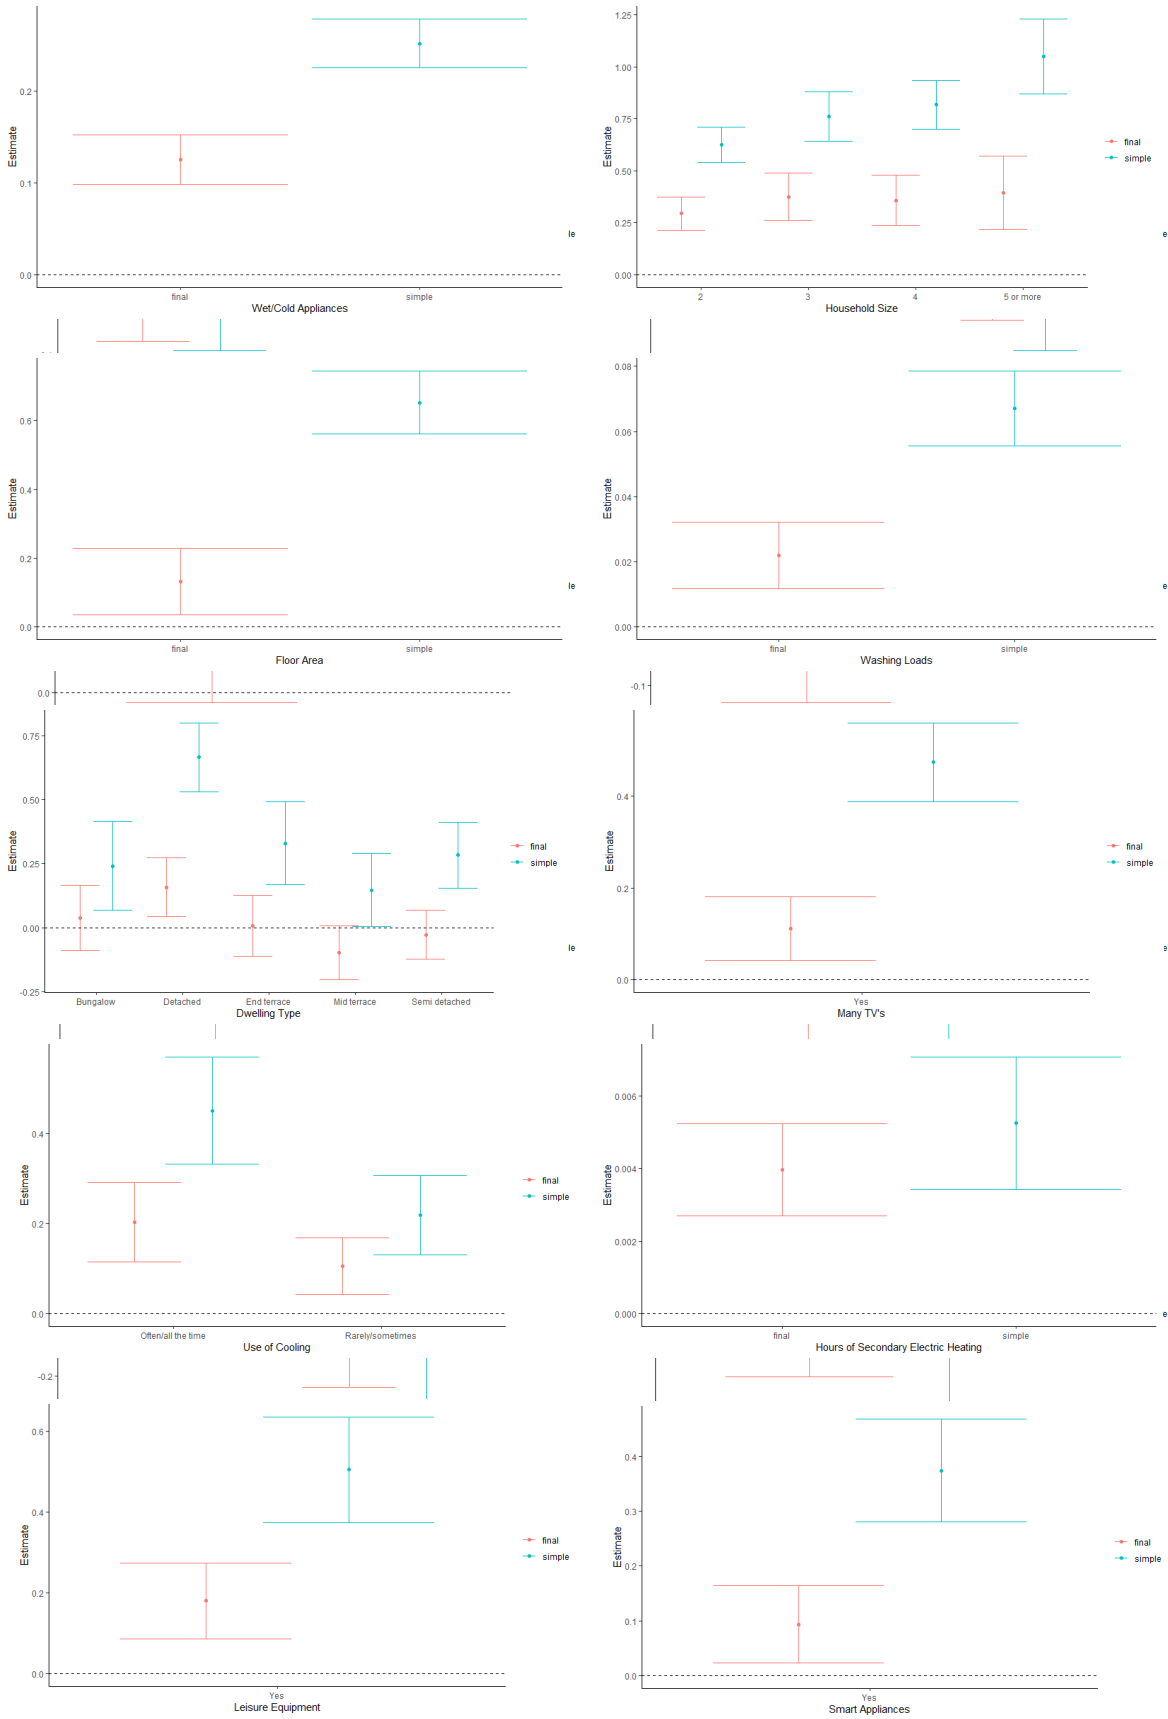 Estimate
0.2
0.1
0.0
final
simple
Wet/Cold Appliances
le
Estimate
1.25
1.00
0.75
0.50
0.25
0.00
2
3
4
5 or more
Household Size
final
simple
e
Estimate
0.6
0.4
0.2
0.0
final
simple
Floor Area
le
Estimate
0.08
0.06
0.04
0.02
0.00
final
simple
Washing Loads
e
0.0
Estimate
0.75
0.50
0.25
0.00
-0.25
Bungalow
Detached
End terrace
Mid terrace
Semi detached
Dwelling Type
final
simple
le
-0.1
Estimate
0.4
0.2
0.0
Yes
Many TV's
final
simple
e
Estimate
0.4
0.2
0.0
Often/all the time
Rarely/sometimes
Use of Cooling
final
simple
Estimate
0.006
0.004
0.002
0.000
final
simple
Hours of Secondary Electric Heating
e
-0.2
Estimate
0.6
0.4
0.2
0.0
Yes
Leisure Equipment
final
simple
Estimate
0.4
0.3
0.2
0.1
0.0
Yes
Smart Appliances
final
simple